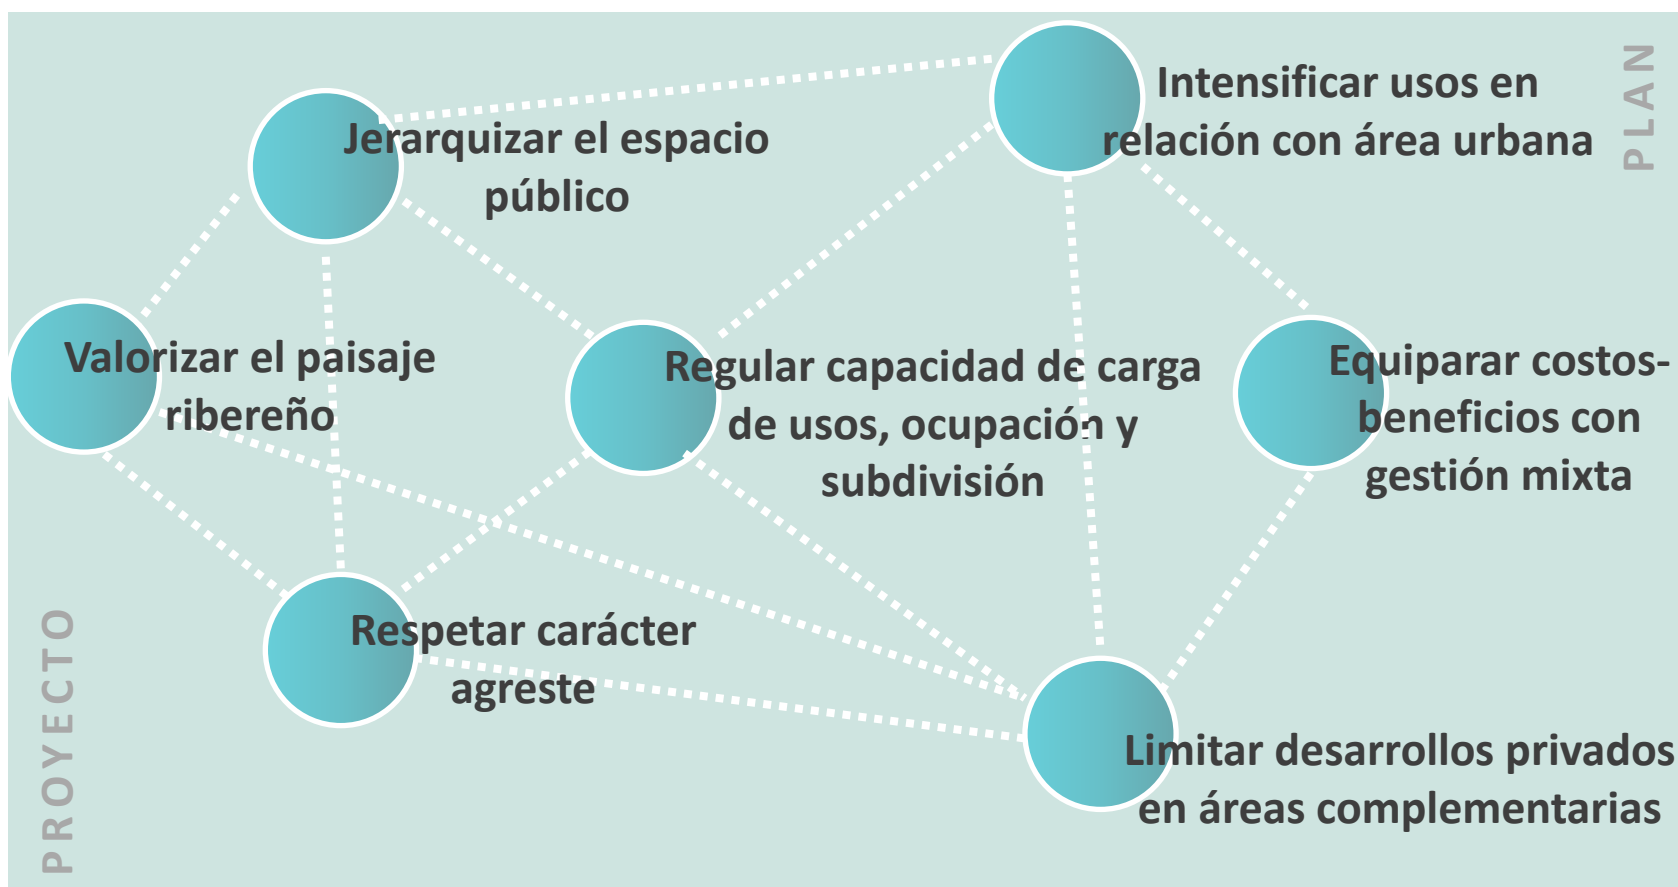 PLAN
Intensificar usos en
relación con área urbana
Jerarquizar el espacio
público
Valorizar el paisaje
ribereño
Regular capacidad de carga
de usos, ocupación y
subdivisión
Equiparar costos-
beneficios con
gestión mixta
Respetar carácter
agreste
Limitar desarrollos privados
en áreas complementarias
PROYECTO